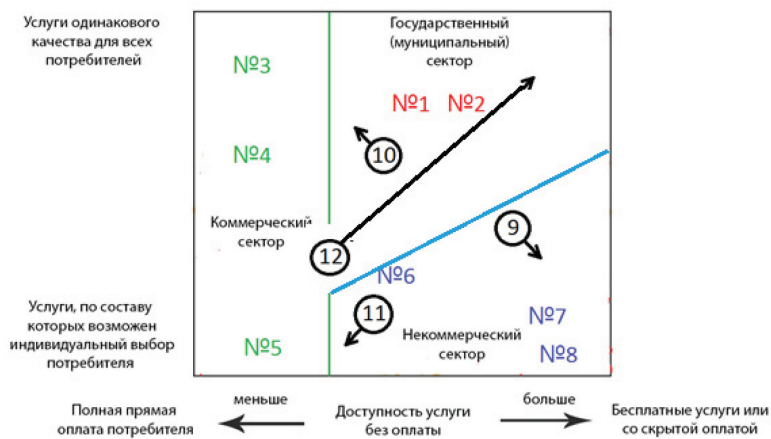 Услуги одинакового
качества для всех
потребителей
Государственный
(муниципальный)
сектор
№3
№1 №2
№4
10
Коммерческий
сектор
12
9
№6
Услуги, по составу
которых возможен
индивидуальный выбор
потребителя
11
№7
Некоммерческий
сектор
№5
№8
меньше
больше
Полная прямая
оплата потребителя
Доступность услуги
без оплаты
Бесплатные услуги или
со скрытой оплатой